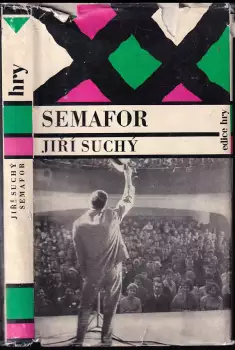 hry
SEMAFOR
JIŘÍ SUCHÝ
edice hry
JIŘÍ SUCHÝ
SEMAFOR